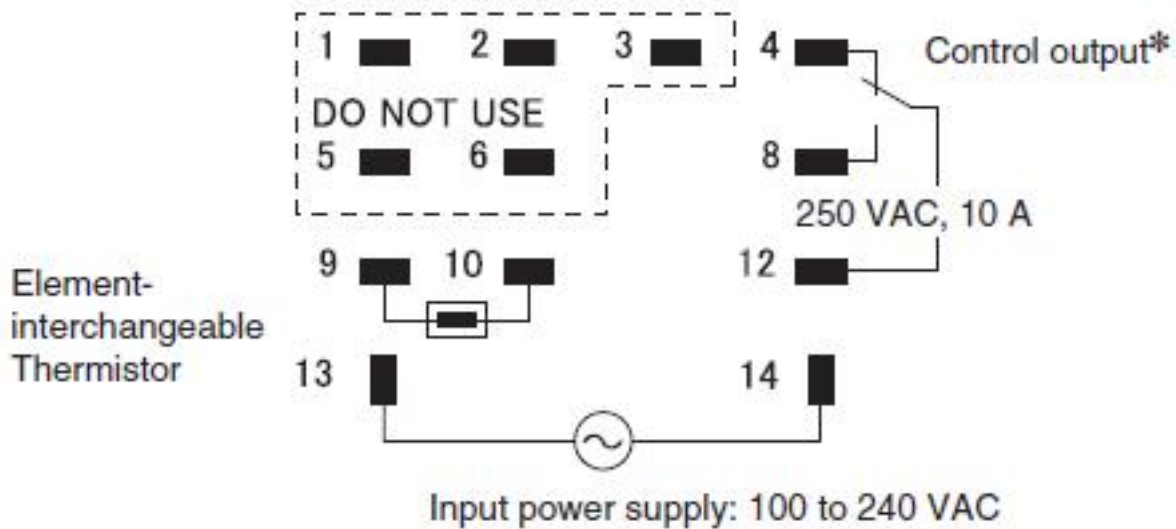 1 2 3 4 Control output*
DO NOT USE
5 6 8
250 VAC, 10 A
9 10 12
Element-
interchangeable
Thermistor
13 14
Input power supply: 100 to 240 VAC